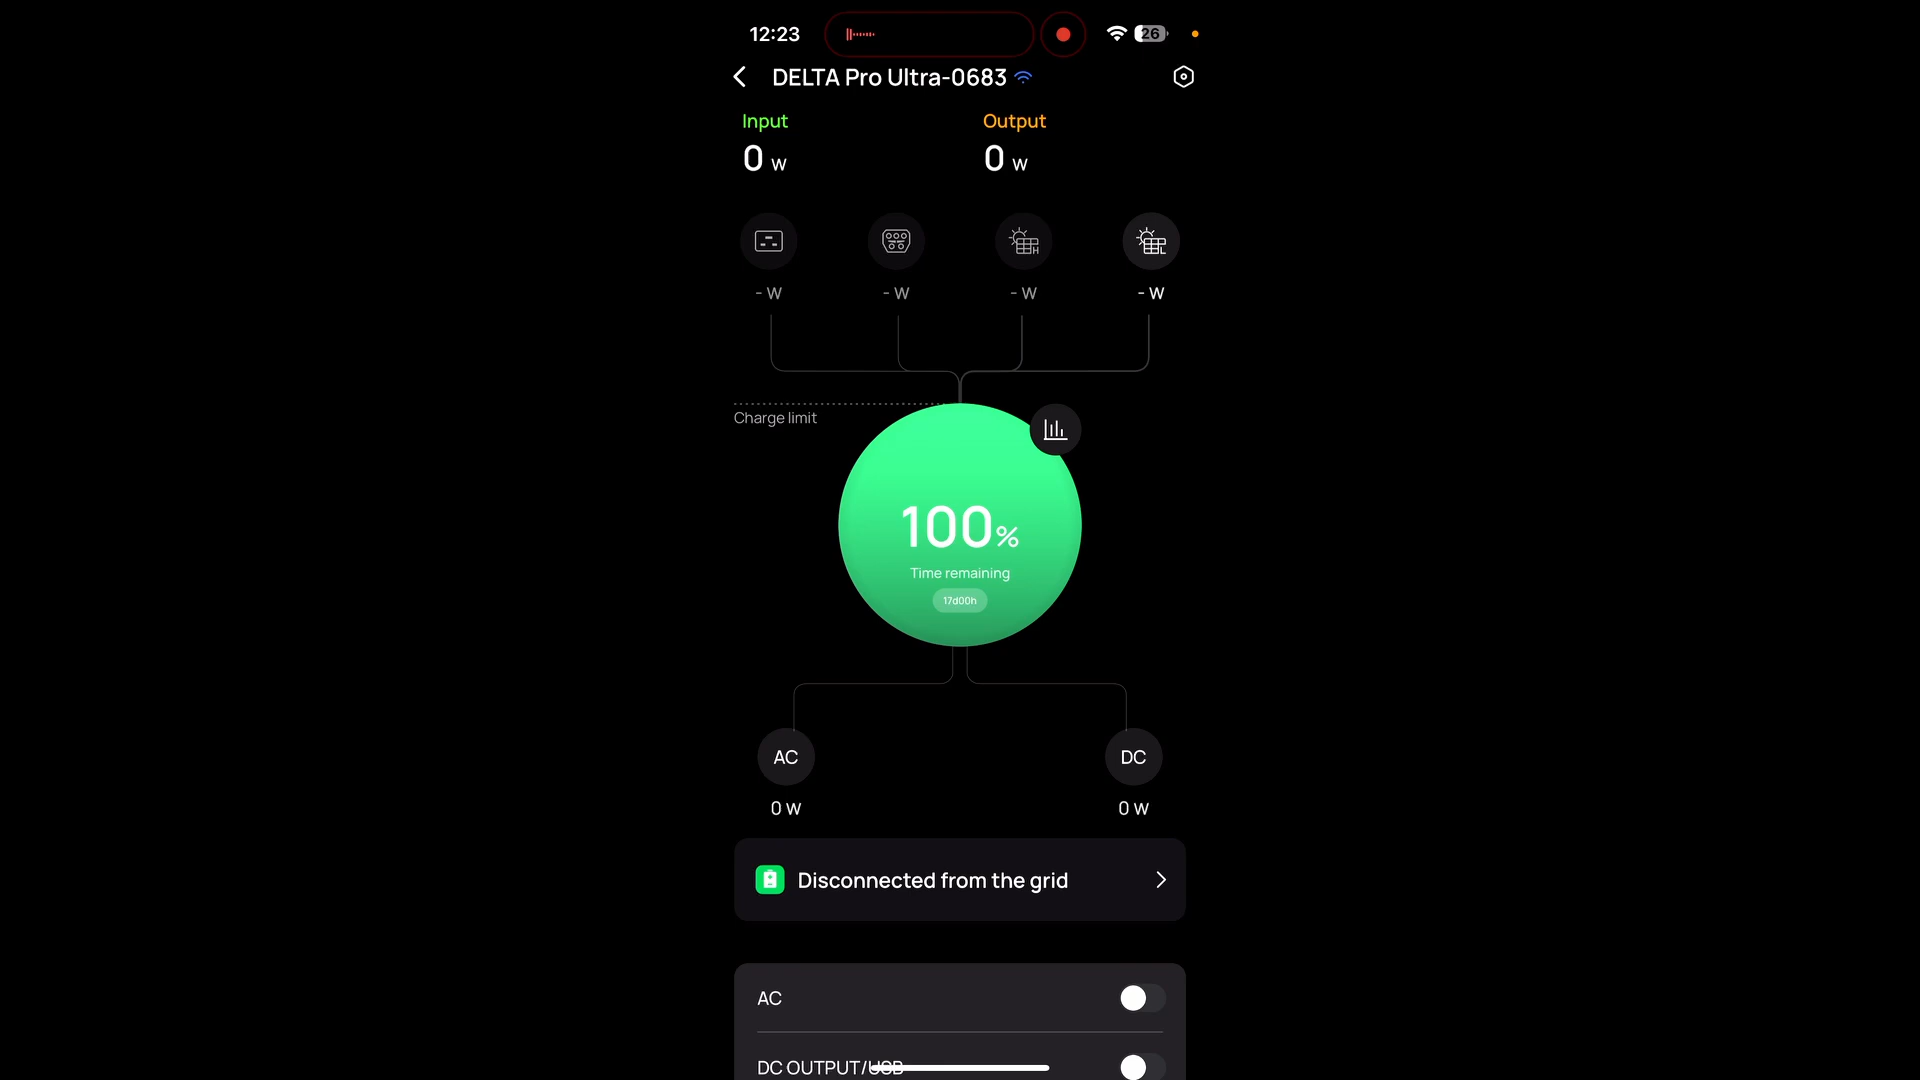 12:23
26
DELTA Pro Ultra-0683
Input Output
0 W 0 W
H L
- W - W - W - W
Charge limit
100%
Time remaining
17d00h
AC DC
0 W 0 W
Disconnected from the grid
AC
DC OUTPUT/USB